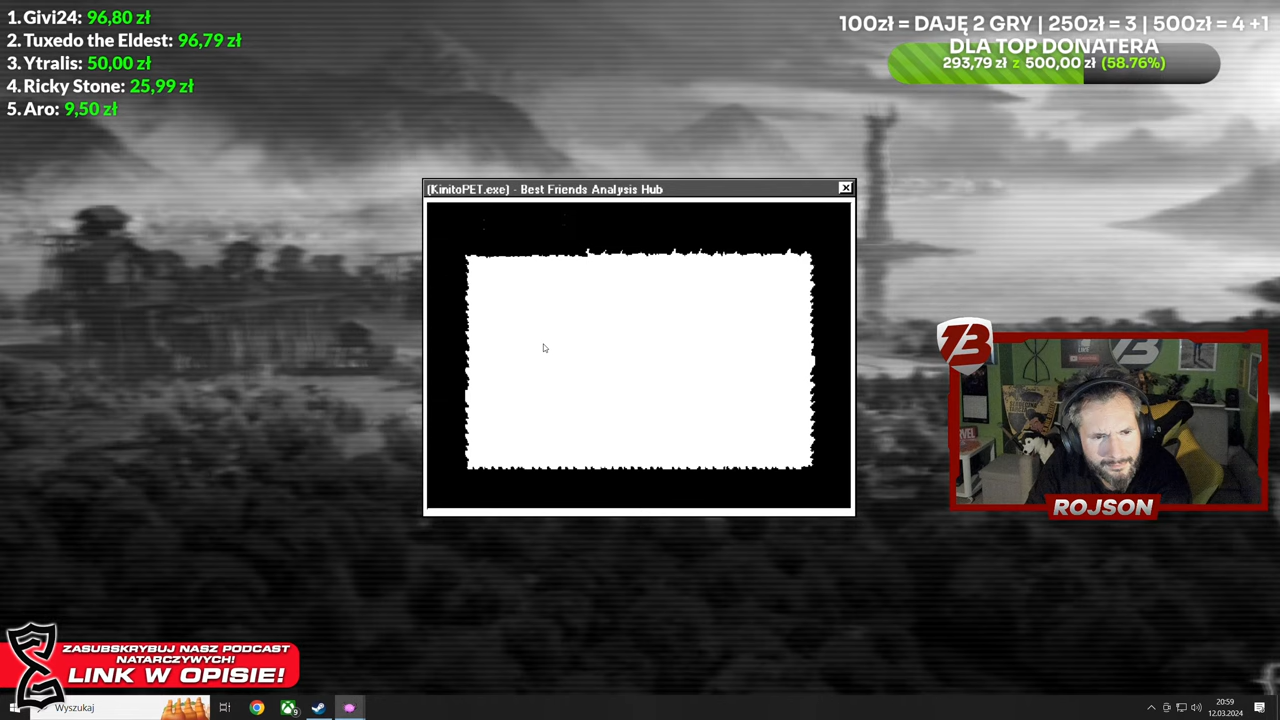 1. Givi24: 96,80 zł
2. Tuxedo the Eldest: 96,79 zł
3. Ytralis: 50,00 zł
4. Ricky Stone: 25,99 zł
5. Aro: 9,50 zł
100zł = DAJĘ 2 GRY | 250zł = 3 | 500zł = 4 +1
DLA TOP DONATERA
293,79 zł z 500,00 zł (58.76%)
(KinitoPET.exe) - Best Friends Analysis Hub
ROJSON
ZASUBSKRYBUJ NASZ PODCAST
NATARCZYWYCH!
LINK W OPISIE!
Wyszukaj
20:59
12.03.2024